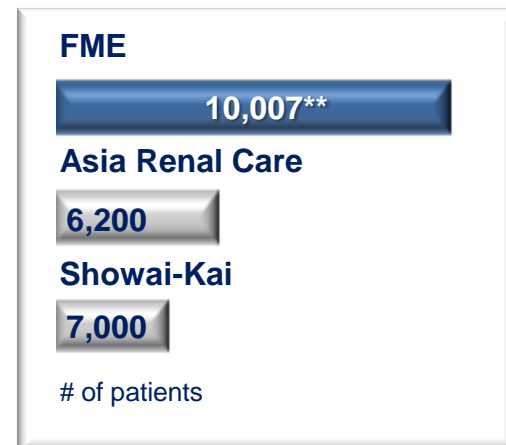 FME
10,007**
Asia Renal Care
6,200
Showai-Kai
7,000
# of patients